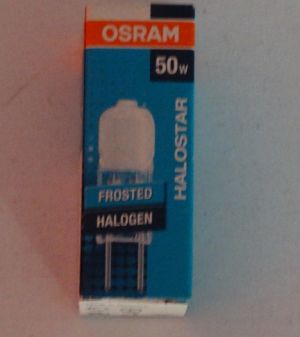 OSRAM
50W
HALOSTAR
FROSTED
HALOGEN